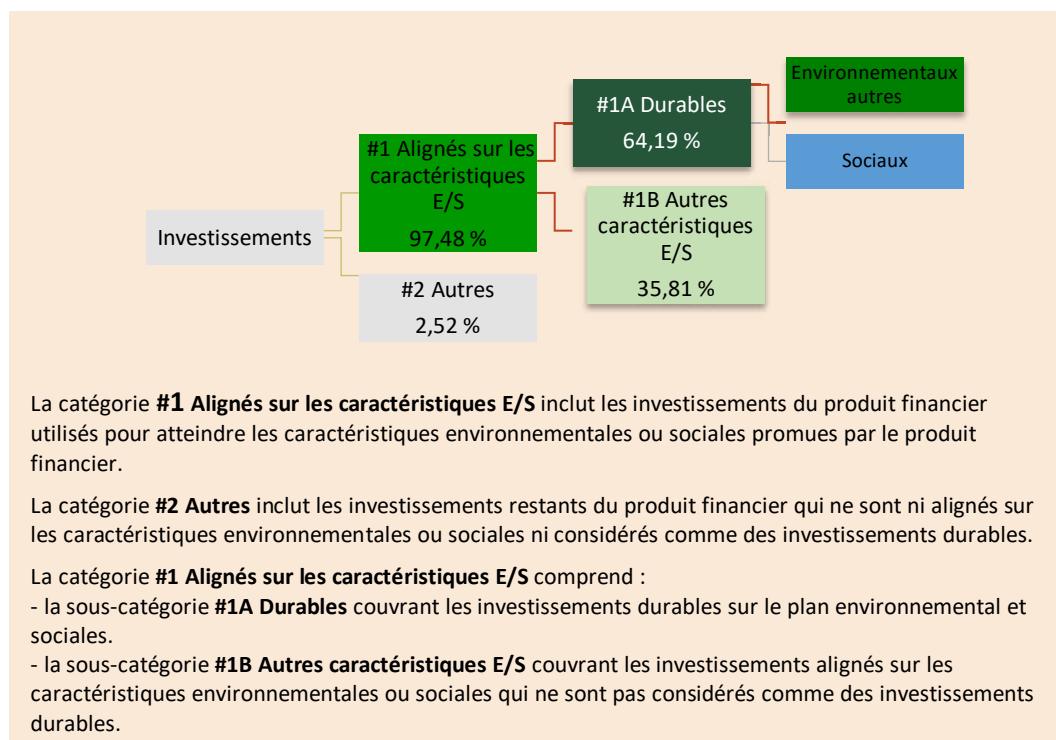 Environnementaux
autres
#1A Durables
64,19 %
Sociaux
#1 Alignés sur les
caractéristiques
E/S
97,48 %
#1B Autres
caractéristiques
E/S
35,81 %
Investissements
#2 Autres
2,52 %
La catégorie #1 Alignés sur les caractéristiques E/S inclut les investissements du produit financier
utilisés pour atteindre les caractéristiques environnementales ou sociales promues par le produit
financier.
La catégorie #2 Autres inclut les investissements restants du produit financier qui ne sont ni alignés sur
les caractéristiques environnementales ou sociales ni considérés comme des investissements durables.
La catégorie #1 Alignés sur les caractéristiques E/S comprend :
- la sous-catégorie #1A Durables couvrant les investissements durables sur le plan environnemental et
sociales.
- la sous-catégorie #1B Autres caractéristiques E/S couvrant les investissements alignés sur les
caractéristiques environnementales ou sociales qui ne sont pas considérés comme des investissements
durables.